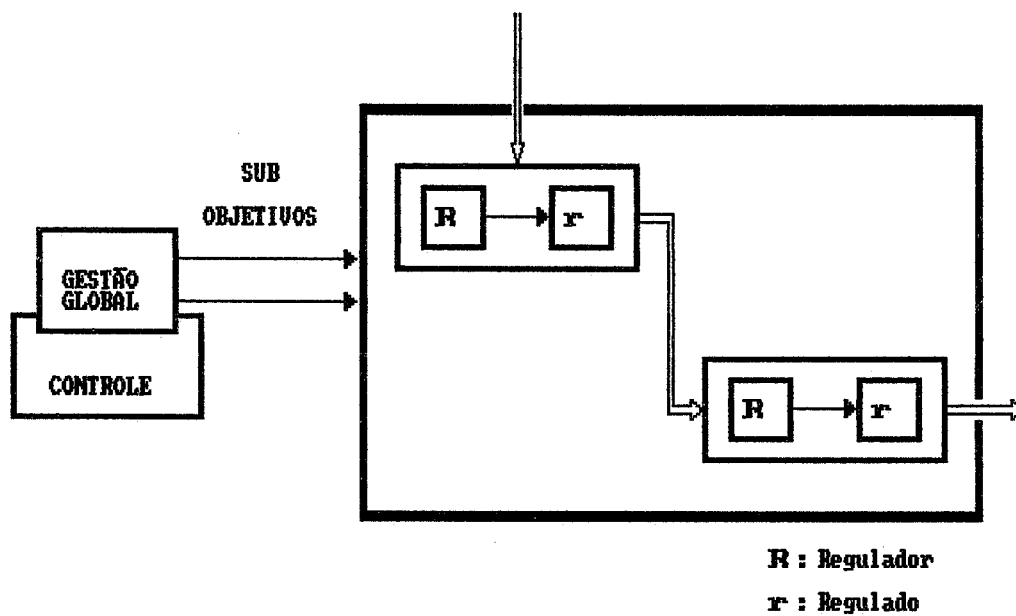 SUB
OBJETIVOS
GESTÃO
GLOBAL
CONTROLE
R
r
R
r
R : Regulador
r : Regulado